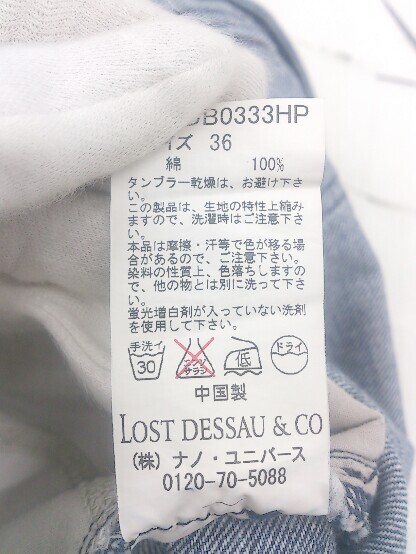 B0333HP
イズ 36
綿 100%
タンブラー乾燥は、お避け下さ
い。
この製品は、生地の特性上縮み
ますので、洗濯時はご注意下さ
い。
本品は摩擦・汗等で色が移る場
合があるので、ご注意下さい。
染料の性質上、色落ちしますの
で、他の物とは別に洗って下さ
い。
蛍光増白剤が入っていない洗剤
を使用して下さい。
手洗イ 30 エンソ サラシ 低 ドライ
中国製
LOST DESSAU & CO
(株) ナノ・ユニバース
0120-70-5088